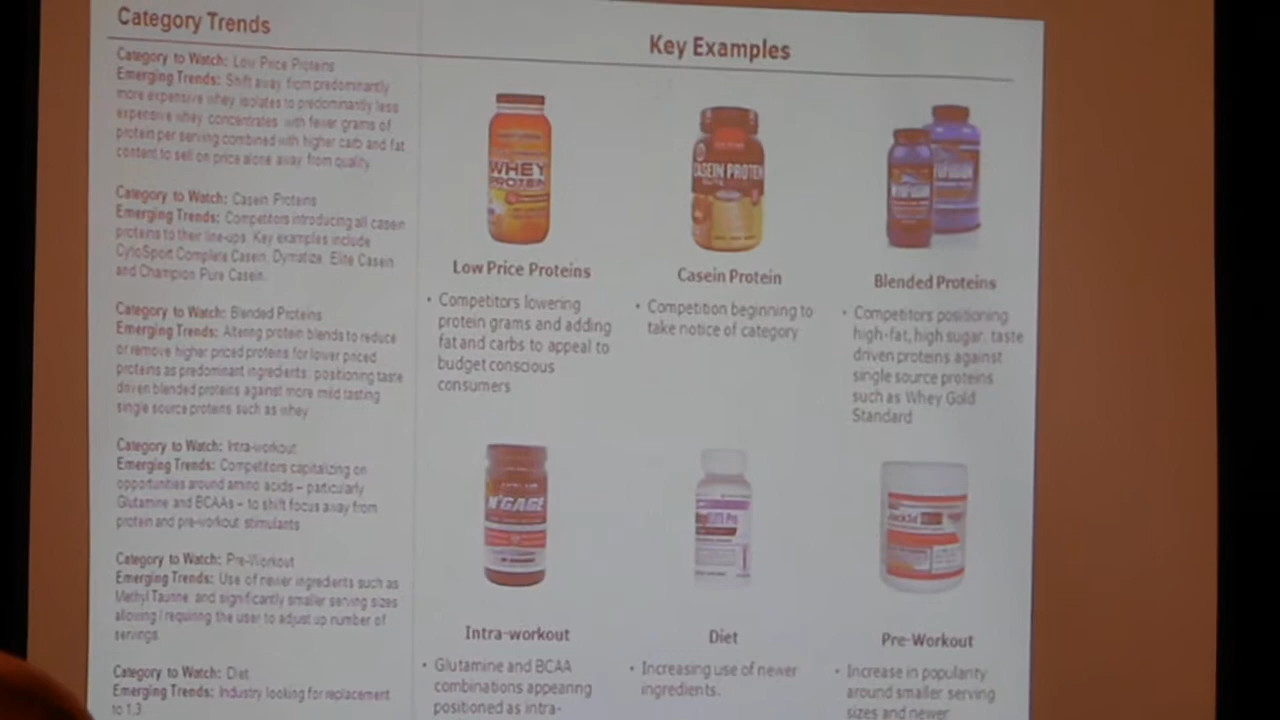 Category Trends
Key Examples
Category to Watch: Low Price Proteins
Emerging Trends: Shift away from predominantly
more expensive whey isolates to predominantly less
expensive whey concentrates with fewer grams of
protein per serving combined with higher carb and fat
content to sell on price alone away from quality.
Category to Watch: Casein Proteins
Emerging Trends: Competitors introducing all casein
proteins to their line-ups. Key examples include
CytoSport Complete Casein, Dymatize Elite Casein
and Champion Pure Casein.
Category to Watch: Blended Proteins
Emerging Trends: Altering protein blends to reduce
or remove higher priced proteins for lower priced
proteins as predominant ingredients; positioning taste
driven blended proteins against more mild tasting
single source proteins such as whey
Category to Watch: Intra-workout
Emerging Trends: Competitors capitalizing on
opportunities around amino acids – particularly
Glutamine and BCAAs – to shift focus away from
protein and pre-workout stimulants
Category to Watch: Pre-Workout
Emerging Trends: Use of newer ingredients such as
Methyl Taurine and significantly smaller serving sizes
allowing / requiring the user to adjust up number of
servings
Category to Watch: Diet
Emerging Trends: Industry looking for replacement
to 1,3
WHEY
PROTEIN
Low Price Proteins
• Competitors lowering
protein grams and adding
fat and carbs to appeal to
budget conscious
consumers
CASEIN PROTEIN
Casein Protein
• Competition beginning to
take notice of category
Blended Proteins
• Competitors positioning
high-fat, high sugar, taste
driven proteins against
single source proteins
such as Whey Gold
Standard
N'GAGE
Intra-workout
• Glutamine and BCAA
combinations appearing
positioned as intra-
Diet
• Increasing use of newer
ingredients.
Jack3d
Pre-Workout
• Increase in popularity
around smaller serving
sizes and newer